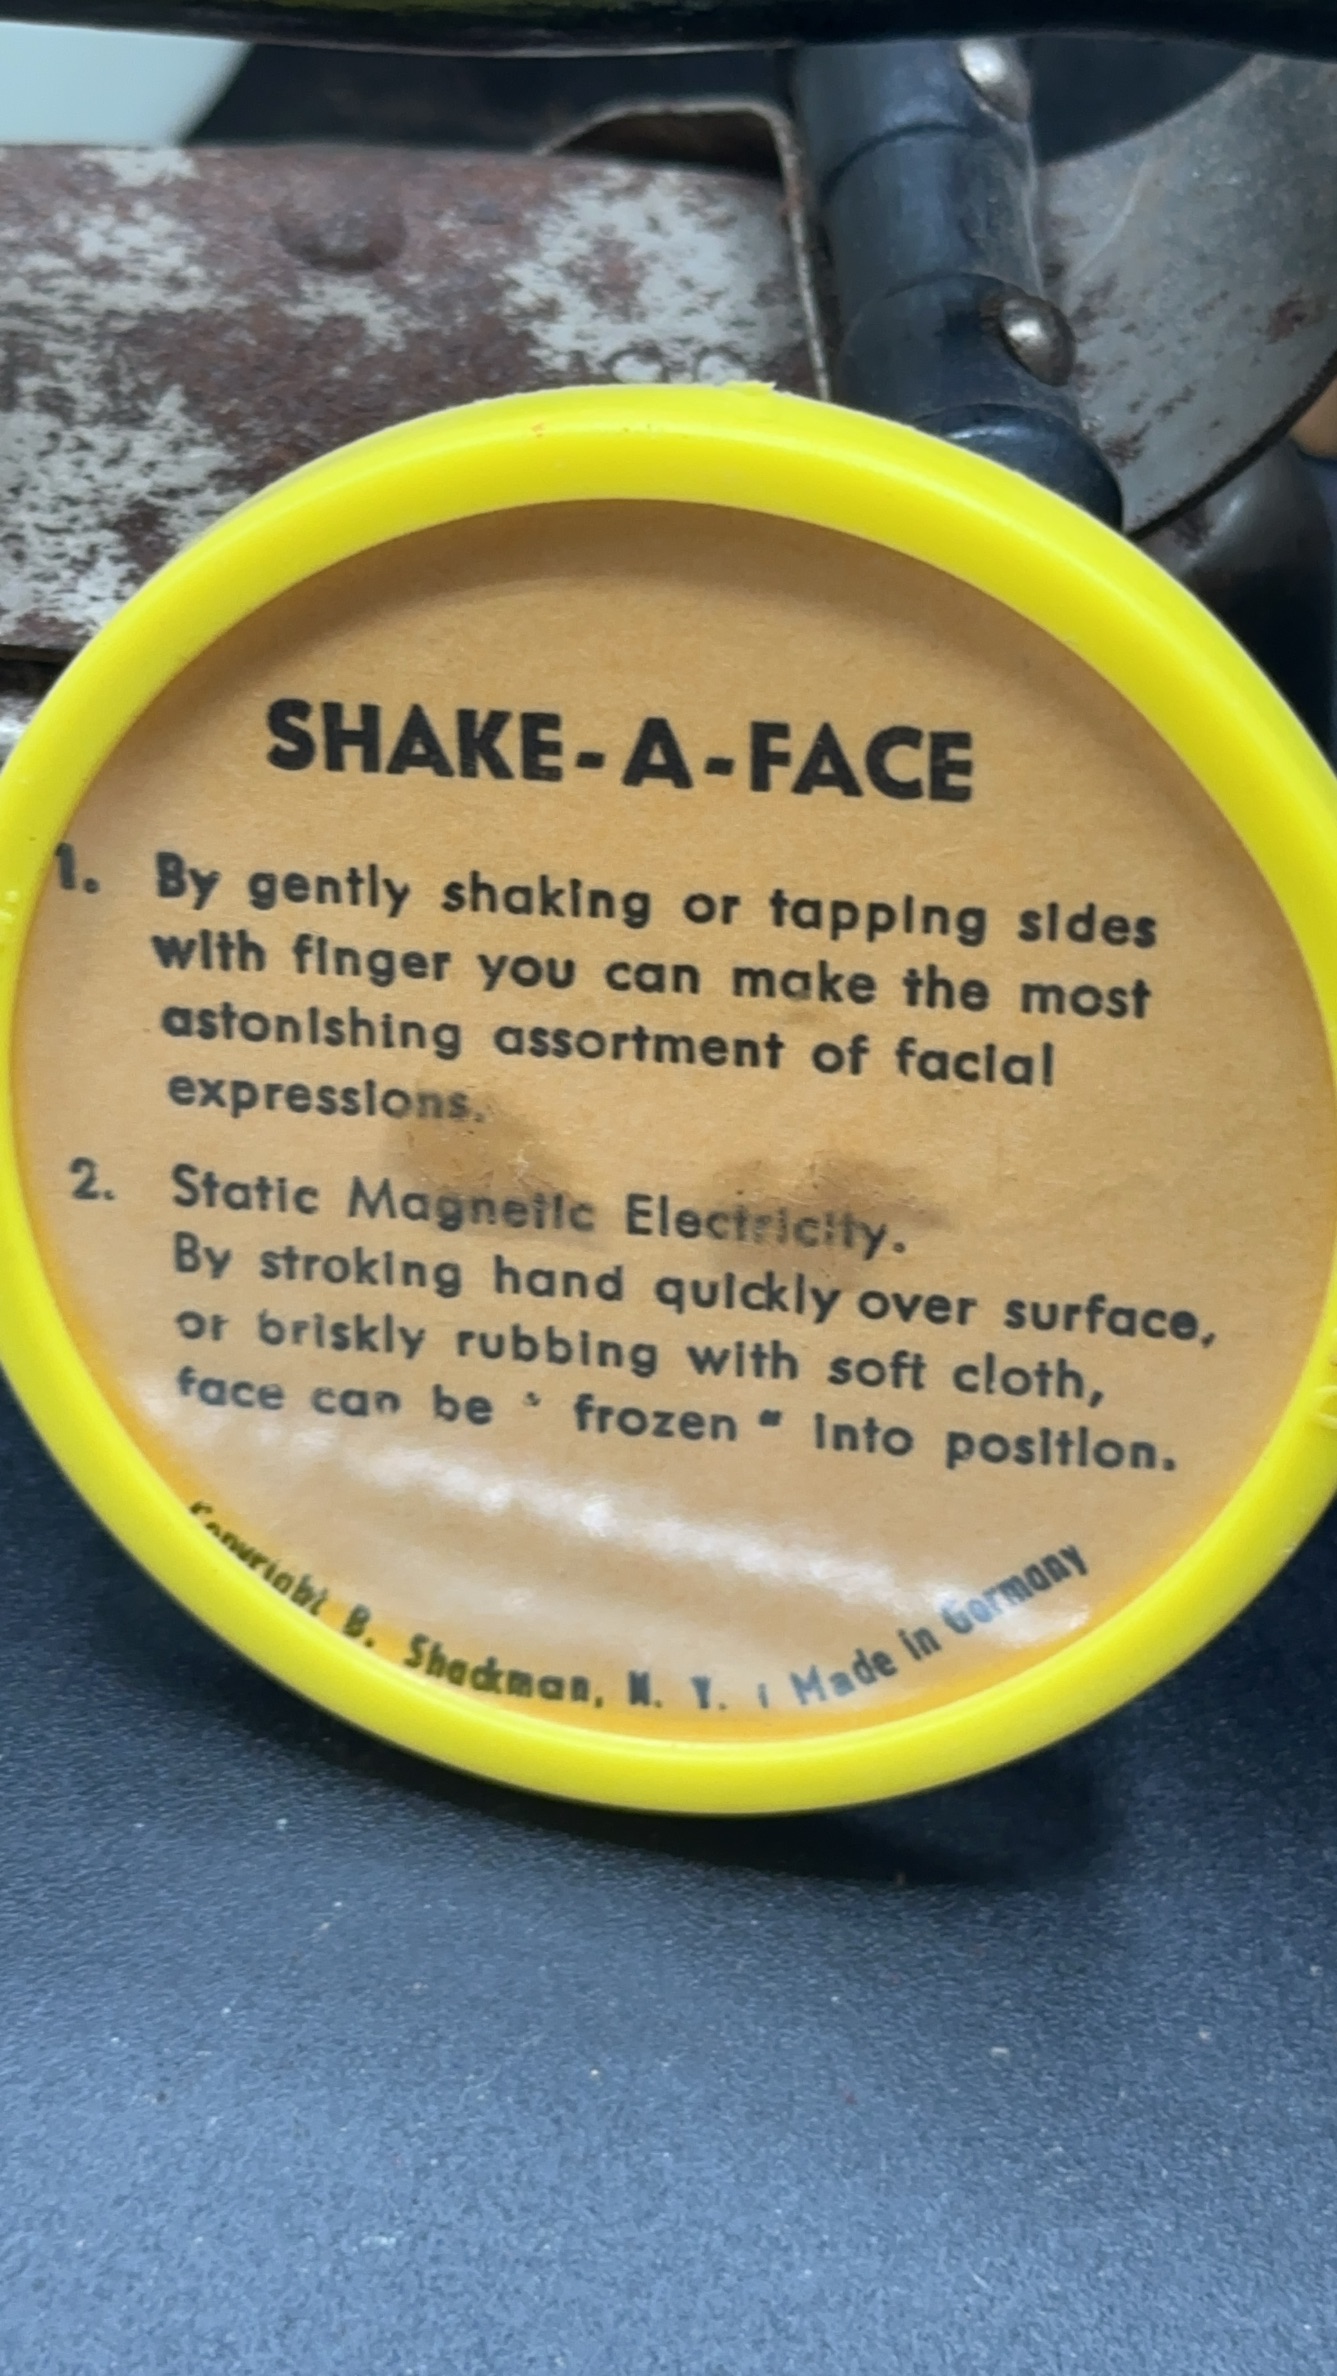 SHAKE-A-FACE
1. By gently shaking or tapping sides
with finger you can make the most
astonishing assortment of facial
expressions.
2. Static Magnetic Electricity.
By stroking hand quickly over surface,
or briskly rubbing with soft cloth,
face can be " frozen " into position.
Copyright B. Shackman, N. Y. / Made in Germany